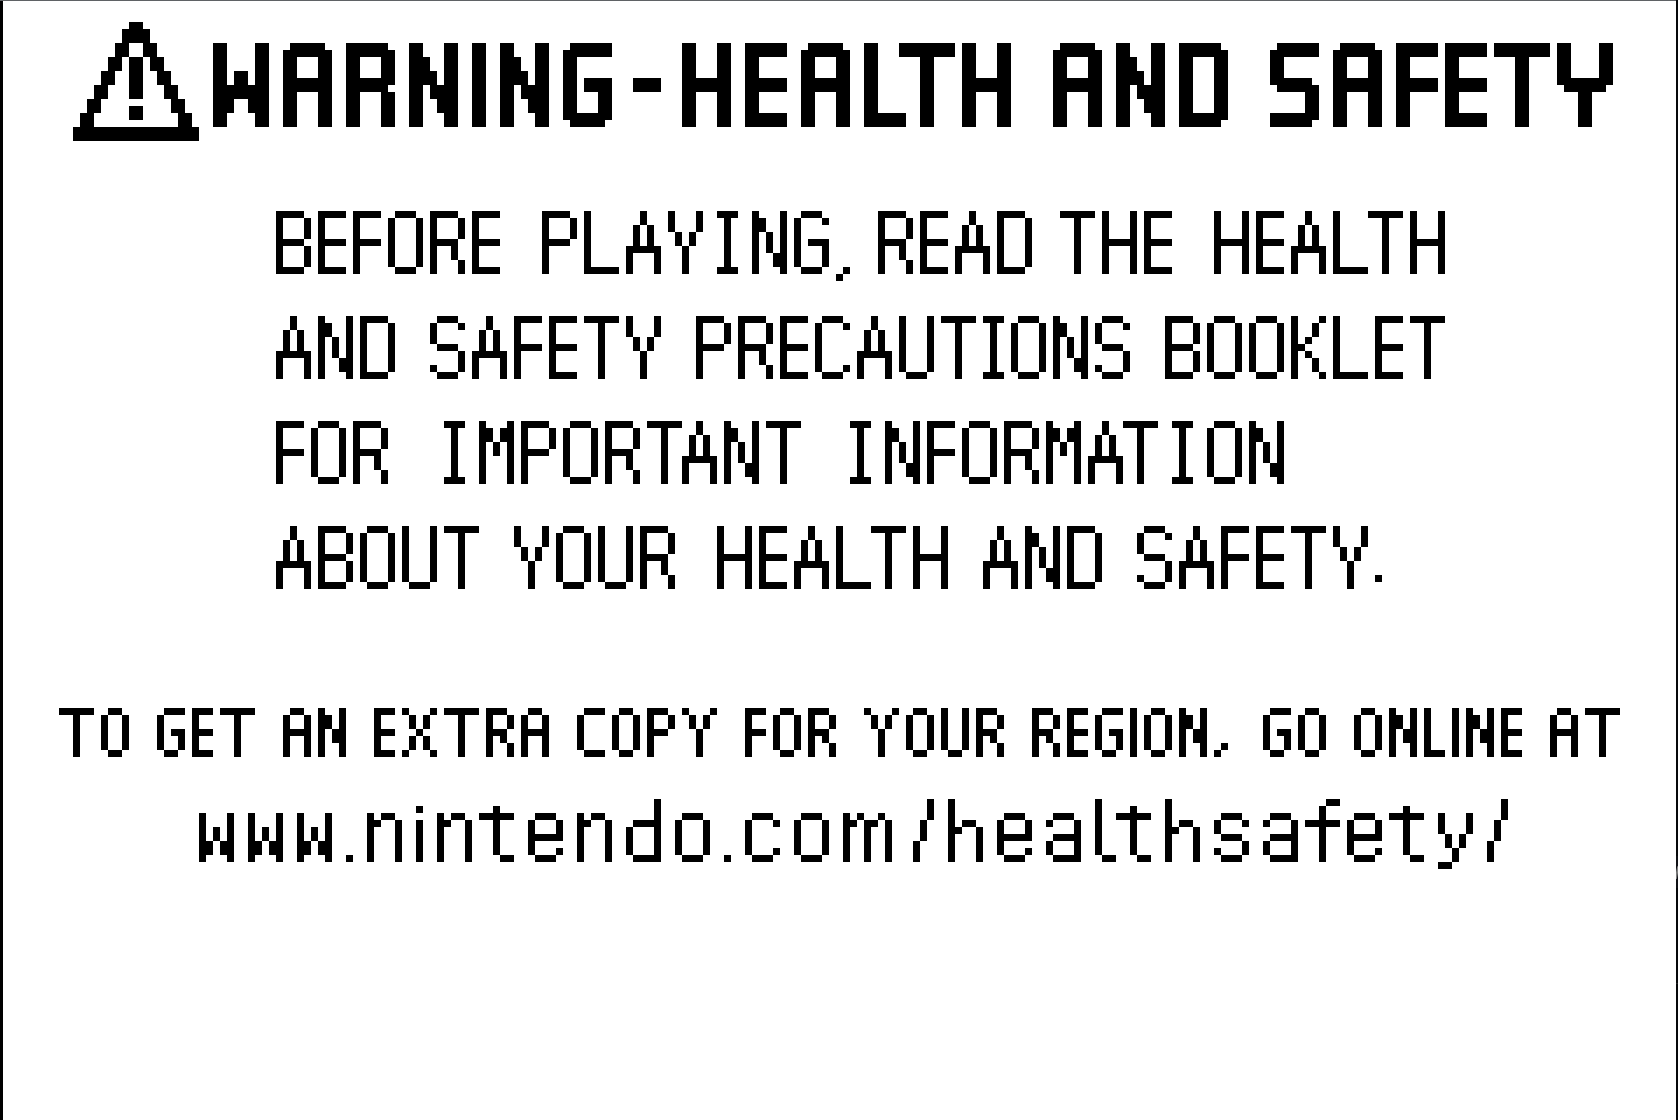 ⚠WARNING-HEALTH AND SAFETY
BEFORE PLAYING, READ THE HEALTH
AND SAFETY PRECAUTIONS BOOKLET
FOR IMPORTANT INFORMATION
ABOUT YOUR HEALTH AND SAFETY.
TO GET AN EXTRA COPY FOR YOUR REGION, GO ONLINE AT
www.nintendo.com/healthsafety/